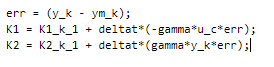 err = (y_k - ym_k);
K1 = K1_k_1 + deltat*(-gamma*u_c*err);
K2 = K2_k_1 + deltat*(gamma*y_k*err);